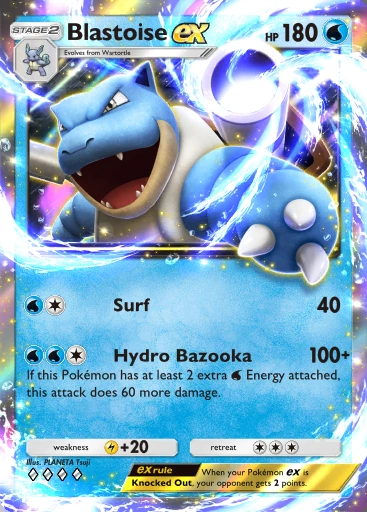 STAGE 2 Blastoise ex HP 180
Evolves from Wartortle
Surf 40
Hydro Bazooka 100+
If this Pokémon has at least 2 extra Energy attached,
this attack does 60 more damage.
weakness +20 retreat
Illus. PLANETA Tsuji
ex rule When your Pokémon ex is
Knocked Out, your opponent gets 2 points.